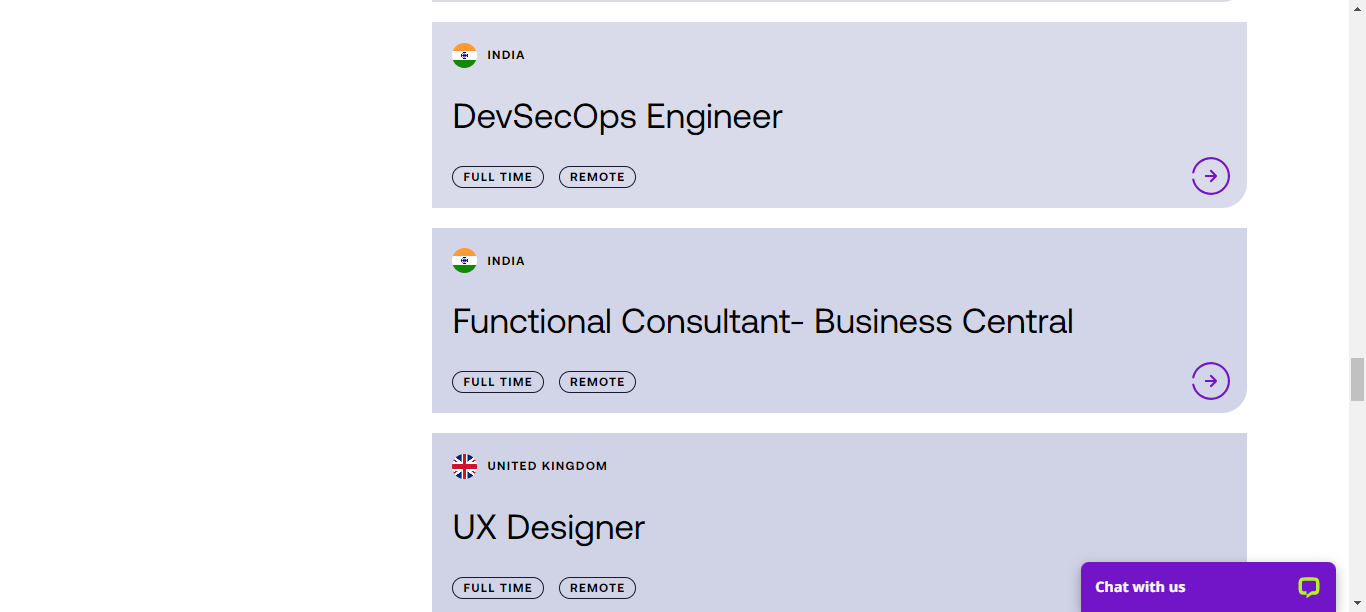 INDIA
DevSecOps Engineer
FULL TIME REMOTE
INDIA
Functional Consultant- Business Central
FULL TIME REMOTE
UNITED KINGDOM
UX Designer
FULL TIME REMOTE
Chat with us